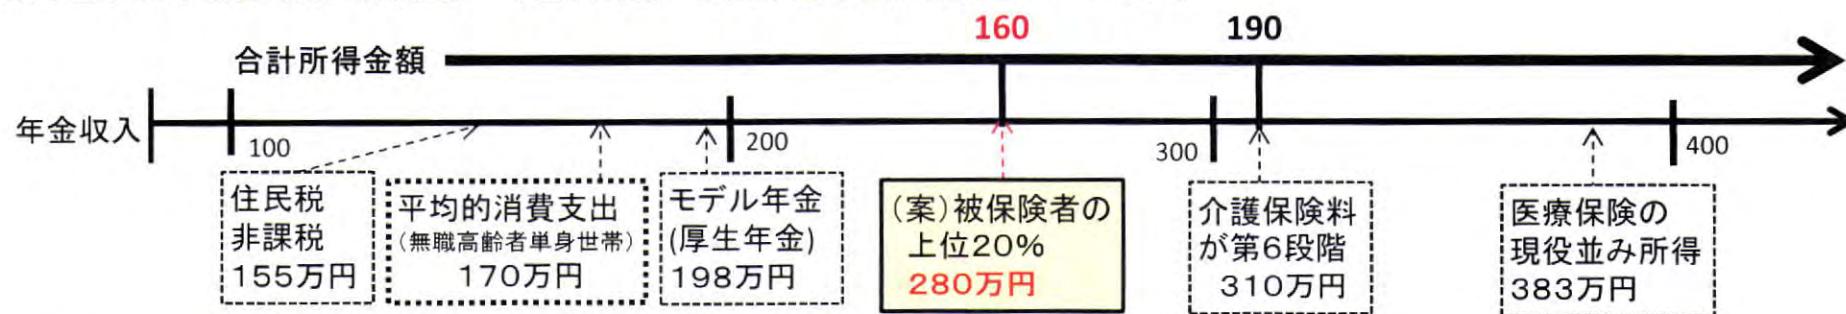 160
190
合計所得金額
年金収入
100
200
300
400
住民税
非課税
155万円
平均的消費支出
(無職高齢者単身世帯)
170万円
モデル年金
(厚生年金)
198万円
(案)被保険者の
上位20%
280万円
介護保険料
が第6段階
310万円
医療保険の
現役並み所得
383万円